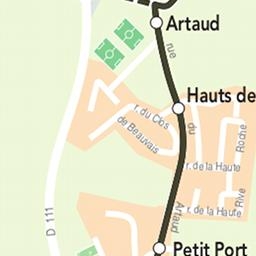 Artaud
rue
Hauts de
r. du Clos
de Beauvais
du
Roche
r. de la Haute
D 111
Rive
r. de la Haute
Artaud
Petit Port